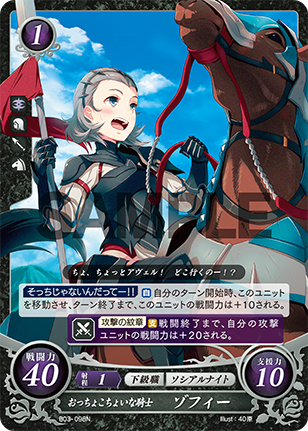 1
SAMPLE
ちょ、ちょっとアヴェル! どこ行くのー!?
そっちじゃないんだってー!! 自 自分のターン開始時、このユニット
を移動させ、ターン終了まで、このユニットの戦闘力は+10される。
攻撃の紋章 支 戦闘終了まで、自分の攻撃
ユニットの戦闘力は+20される。
戦闘力
40
射程 1 下級職 ソシアルナイト
支援力
10
おっちょこちょいな騎士 ゾフィー
B03-098N
Illust:40原